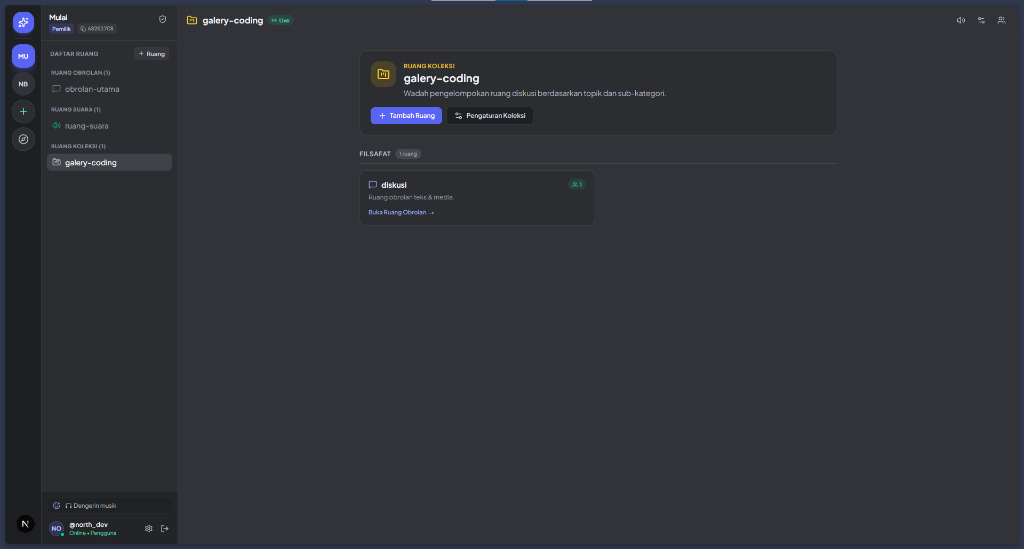 Mulai
Pemilik
A8261708
MU
NB
DAFTAR RUANG
+ Ruang
RUANG OBROLAN (1)
obrolan-utama
RUANG SUARA (1)
ruang-suara
RUANG KOLEKSI (1)
galery-coding
Dengerin musik
NO
@north_dev
Online • Pengguna
N
galery-coding
Live
RUANG KOLEKSI
galery-coding
Wadah pengelompokan ruang diskusi berdasarkan topik dan sub-kategori.
+ Tambah Ruang
Pengaturan Koleksi
FILSAFAT
1 ruang
diskusi
1
Ruang obrolan teks & media.
Buka Ruang Obrolan →